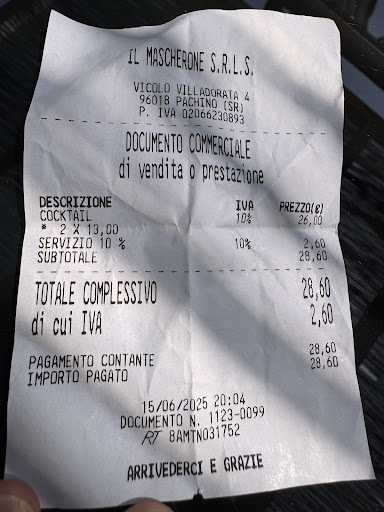 IL MASCHERONE S.R.L.S.
VICOLO VILLADORATA 4
96018 PACHINO (SR)
P. IVA 02066230893
DOCUMENTO COMMERCIALE
di vendita o prestazione
DESCRIZIONE IVA PREZZO(€)
COCKTAIL 10% 26,00
* 2 X 13,00
SERVIZIO 10 % 10% 2,60
SUBTOTALE 28,60
TOTALE COMPLESSIVO 28,60
di cui IVA 2,60
PAGAMENTO CONTANTE 28,60
IMPORTO PAGATO 28,60
15/06/2025 20:04
DOCUMENTO N. 1123-0099
RT 8AMTN031752
ARRIVEDERCI E GRAZIE